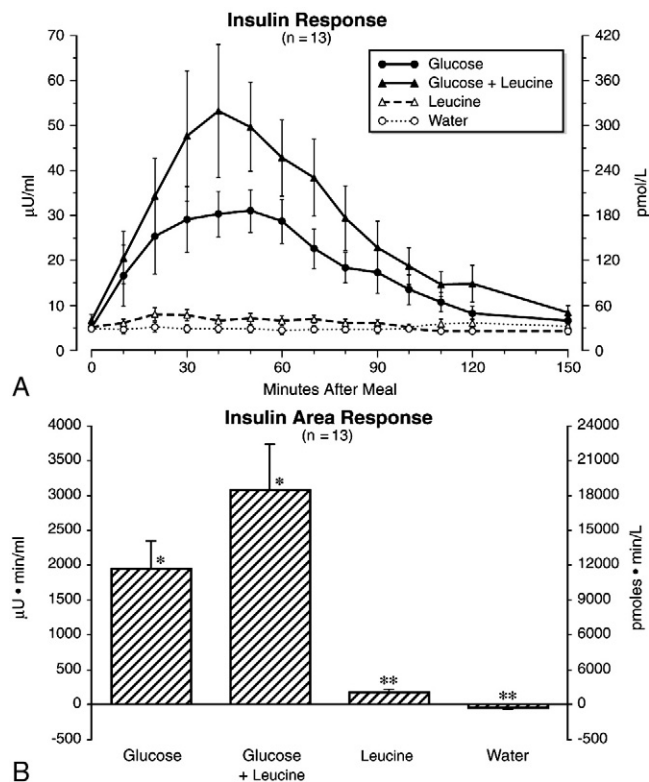 Insulin Response
(n = 13)
70
60
50
40
30
20
10
0
µU/ml
420
360
300
240
180
120
60
0
pmol/L
Glucose
Glucose + Leucine
Leucine
Water
0 30 60 90 120 150
Minutes After Meal
A
Insulin Area Response
(n = 13)
4000
3500
3000
2500
2000
1500
1000
500
0
-500
µU • min/ml
24000
21000
18000
15000
12000
9000
6000
6000
0
-500
pmoles • min/L
*
*
**
**
Glucose
Glucose
+ Leucine
Leucine
Water
B